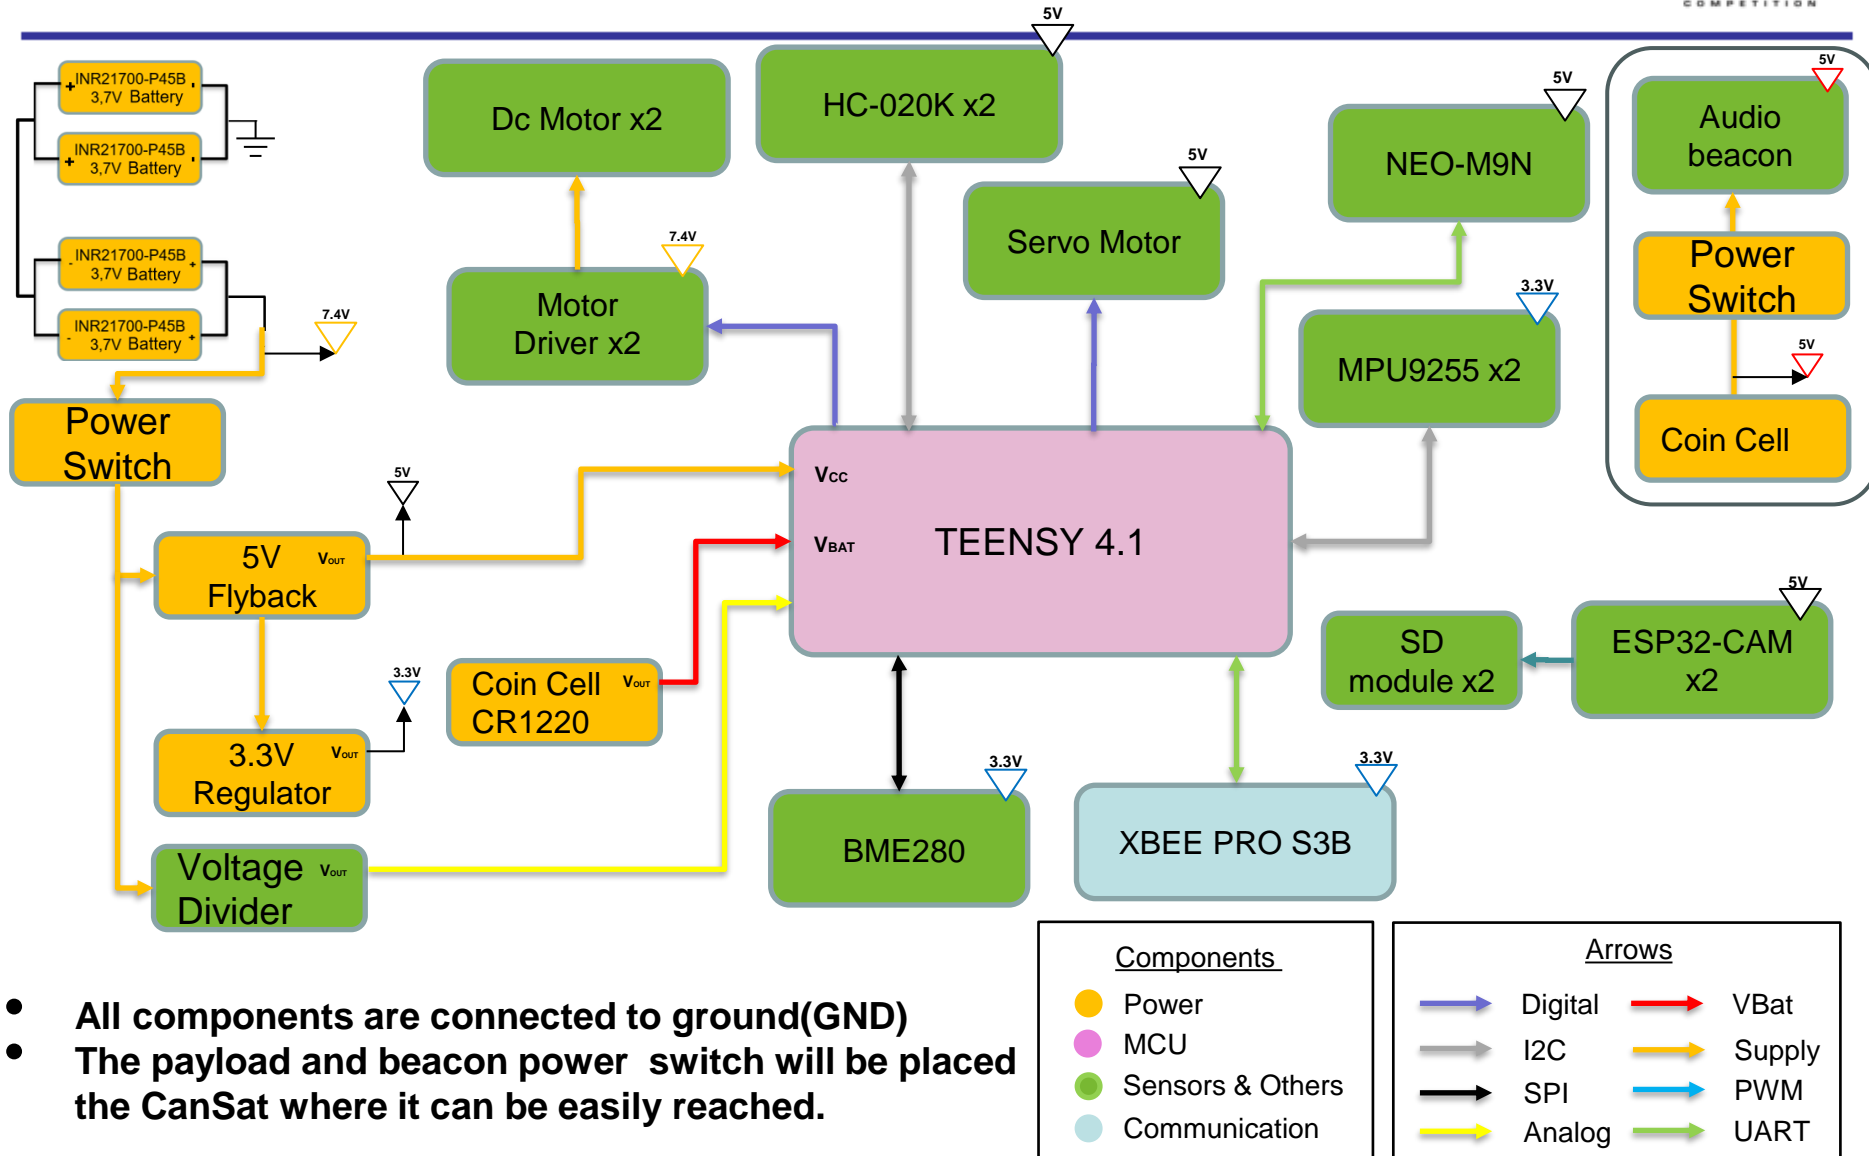 COMPETITION
INR21700-P45B
3,7V Battery
+
-
INR21700-P45B
3,7V Battery
+
-
INR21700-P45B
3,7V Battery
-
+
INR21700-P45B
3,7V Battery
-
+
7.4V
Power
Switch
5V
Flyback
VOUT
5V
3.3V
Regulator
VOUT
3.3V
Voltage
Divider
VOUT
Coin Cell
CR1220
VOUT
Dc Motor x2
Motor
Driver x2
7.4V
HC-020K x2
5V
Servo Motor
5V
NEO-M9N
5V
MPU9255 x2
3.3V
TEENSY 4.1
VCC
VBAT
BME280
3.3V
XBEE PRO S3B
3.3V
SD
module x2
ESP32-CAM
x2
5V
Audio
beacon
5V
Power
Switch
5V
Coin Cell
• All components are connected to ground(GND)
• The payload and beacon power switch will be placed
the CanSat where it can be easily reached.
Components
Power
MCU
Sensors & Others
Communication
Arrows
Digital
VBat
I2C
Supply
SPI
PWM
Analog
UART